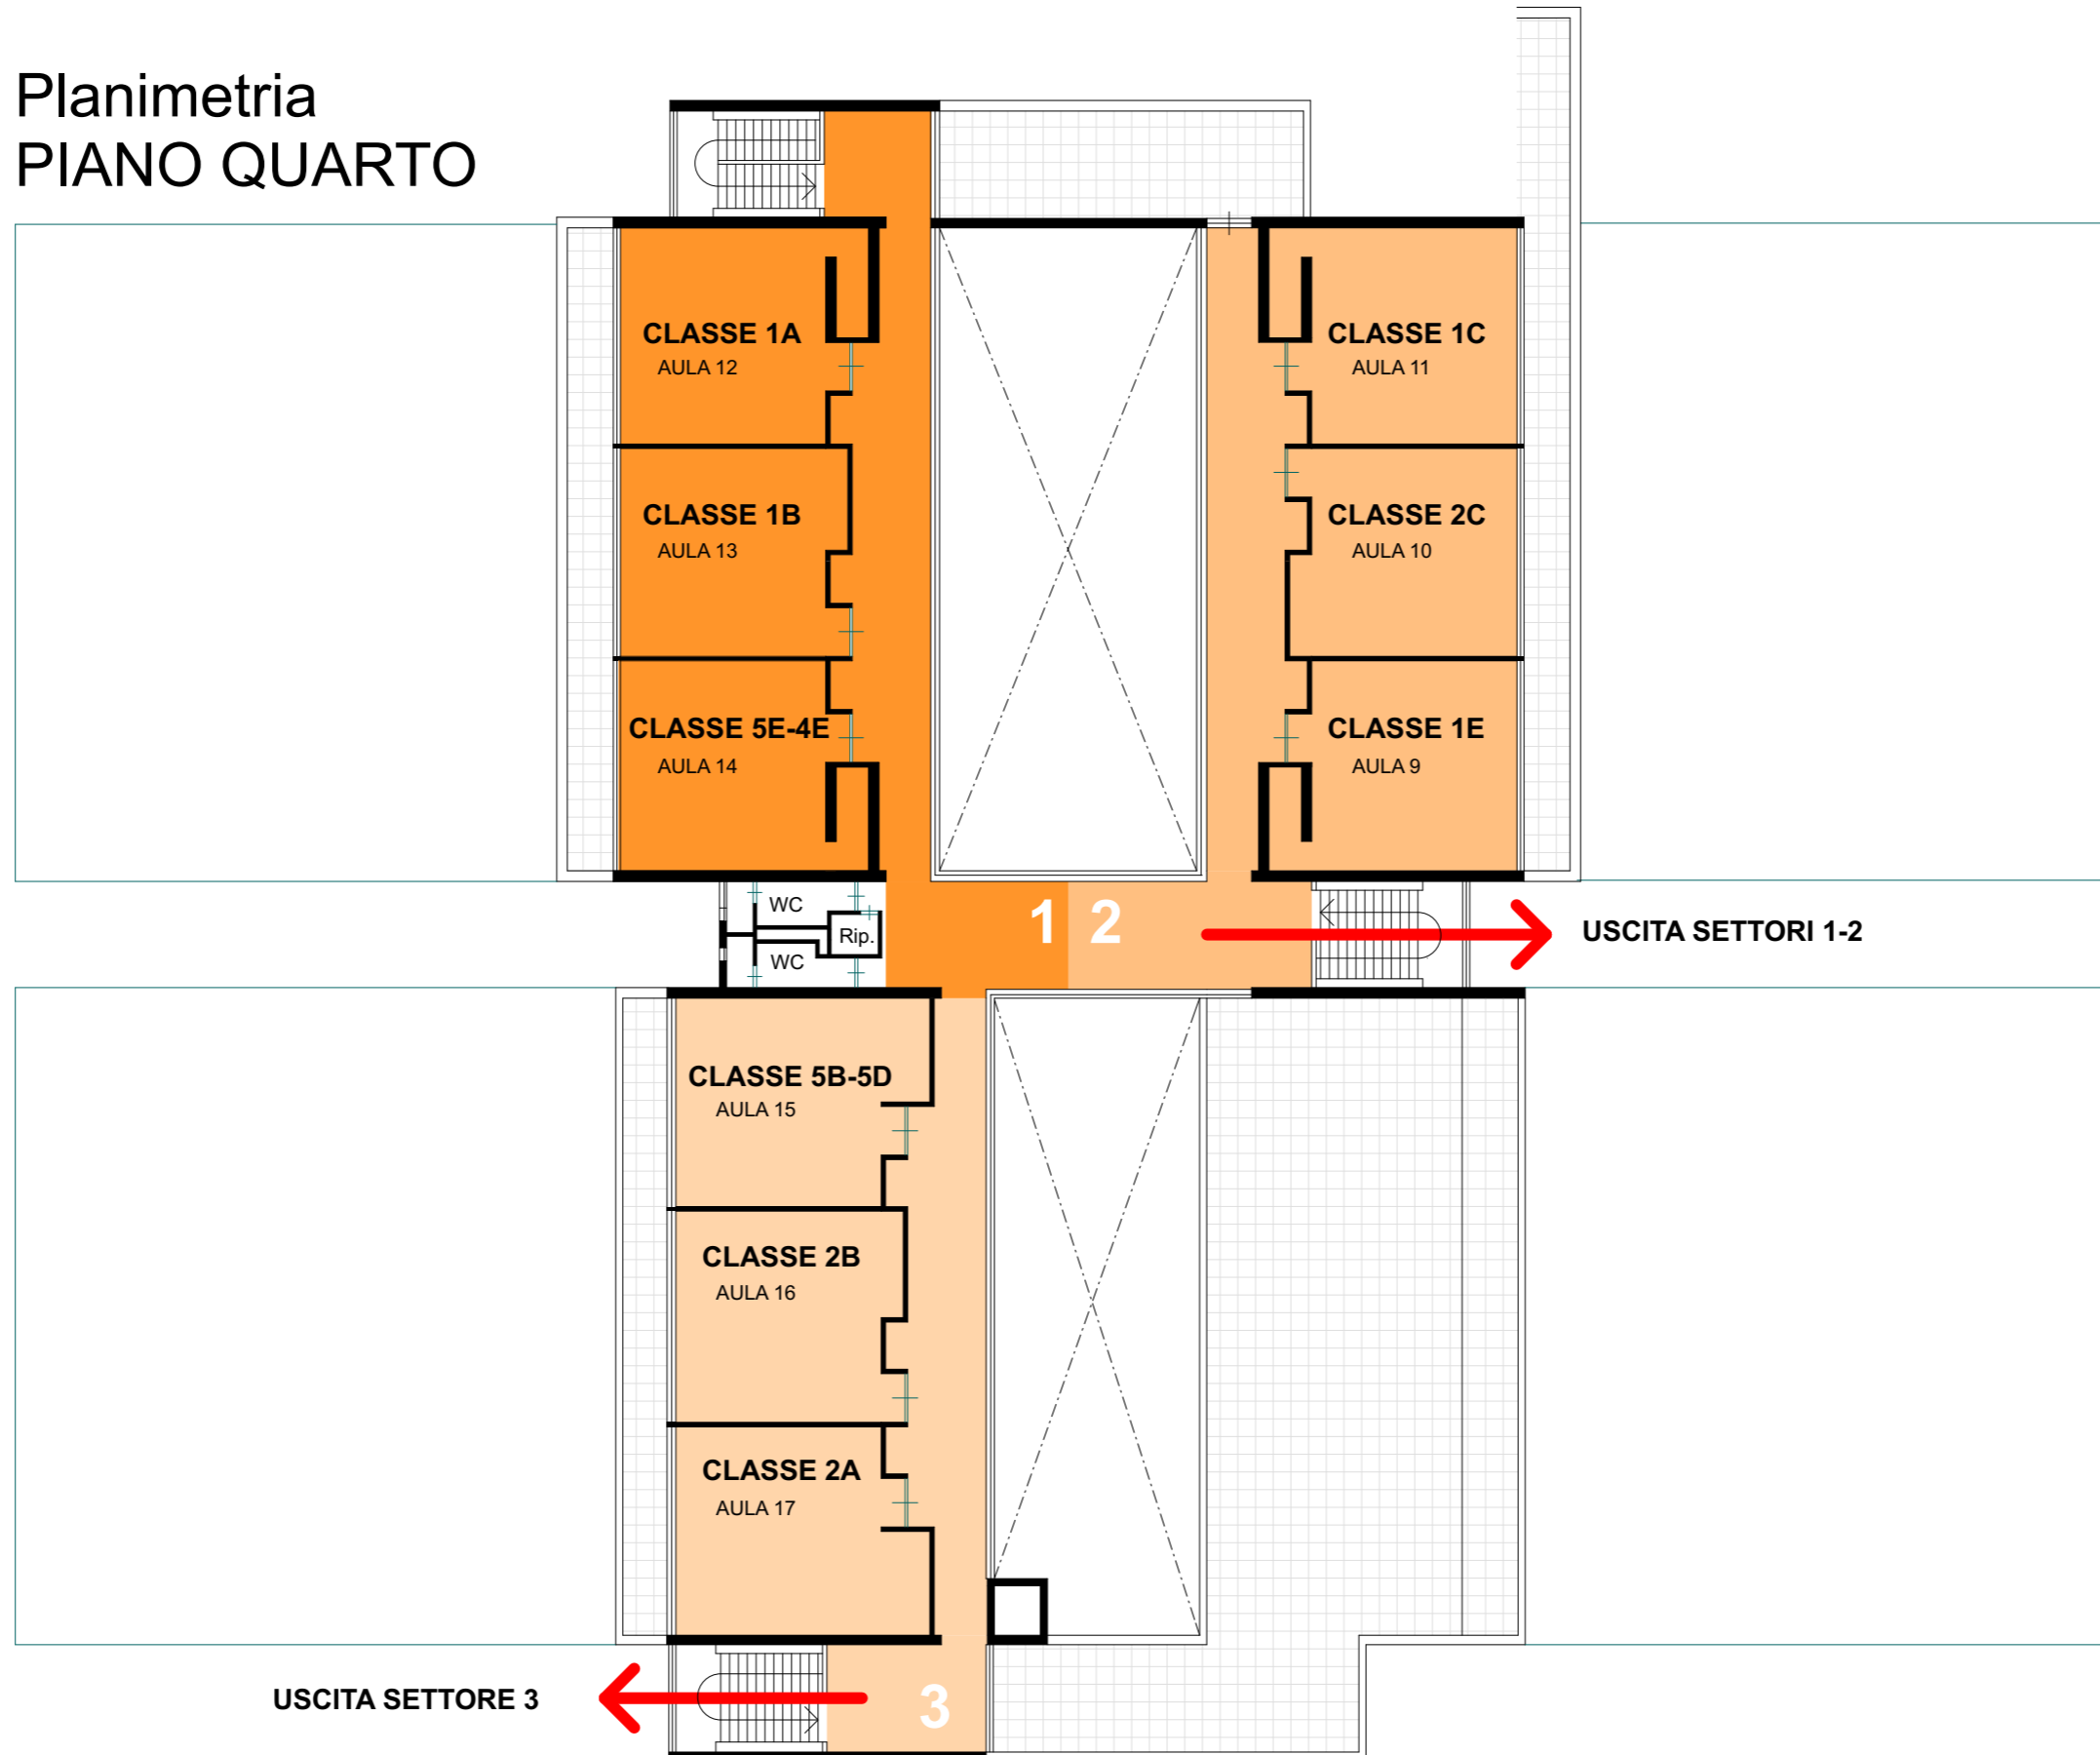 Planimetria
PIANO QUARTO
CLASSE 1A
AULA 12
CLASSE 1C
AULA 11
CLASSE 1B
AULA 13
CLASSE 2C
AULA 10
CLASSE 5E-4E
AULA 14
CLASSE 1E
AULA 9
WC
Rip.
WC
1 2
USCITA SETTORI 1-2
CLASSE 5B-5D
AULA 15
CLASSE 2B
AULA 16
CLASSE 2A
AULA 17
USCITA SETTORE 3
3